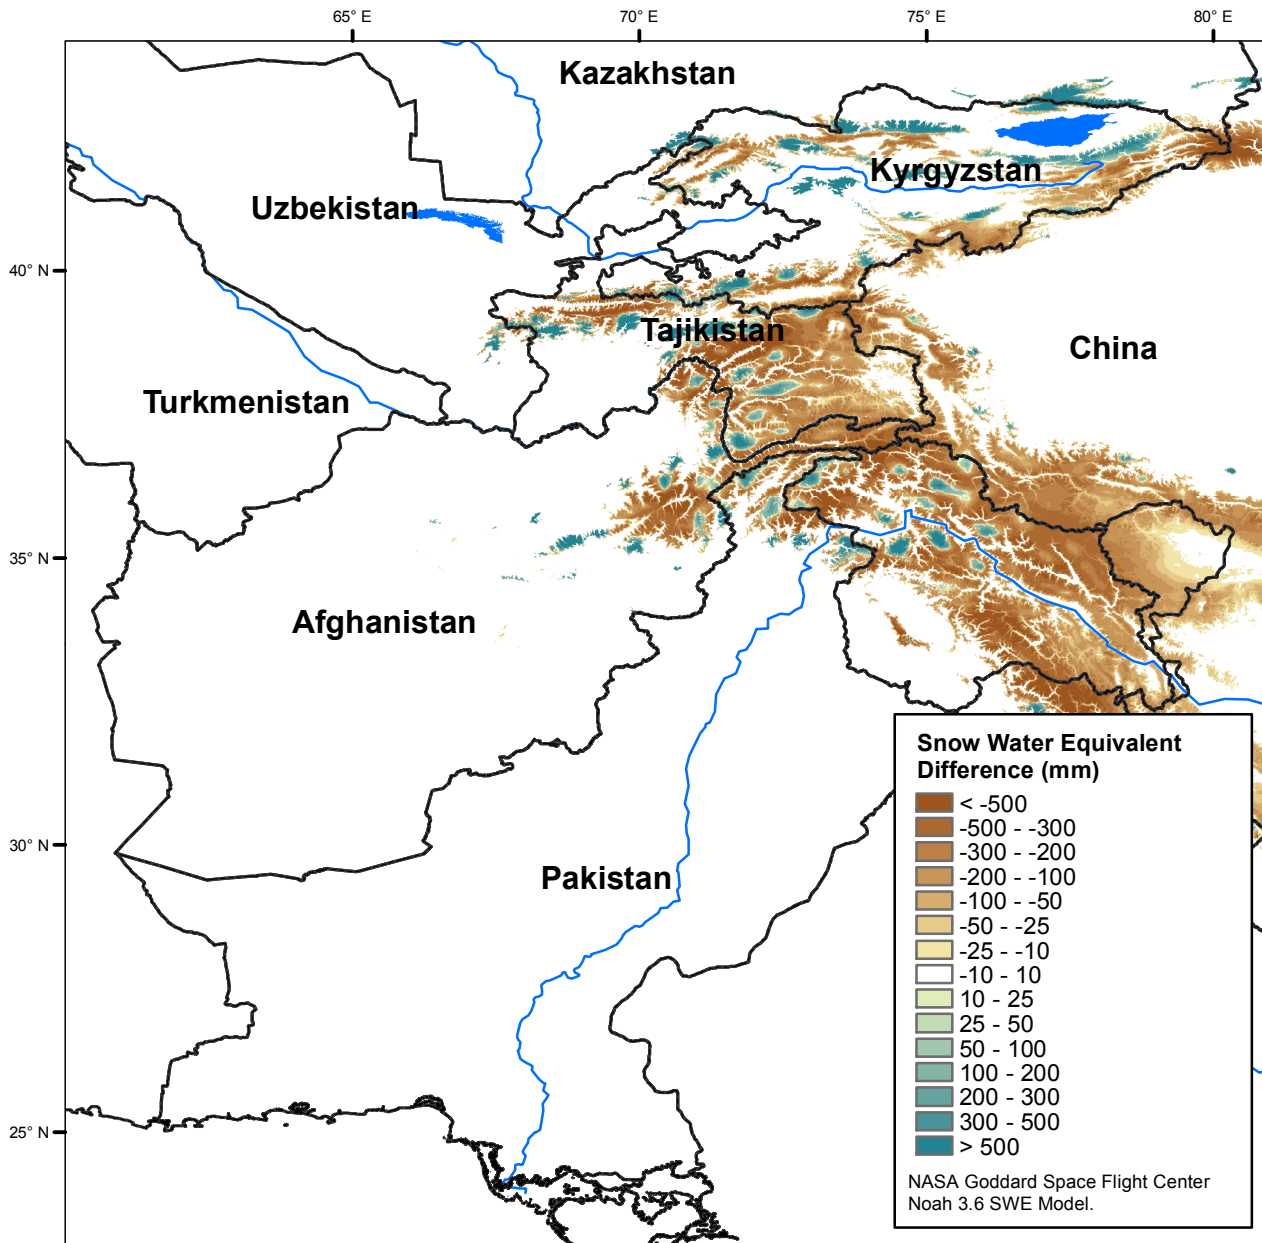 65° E
70° E
75° E
80° E
Kazakhstan
Kyrgyzstan
Uzbekistan
40° N
Tajikistan
China
Turkmenistan
35° N
Afghanistan
30° N
Pakistan
25° N
Snow Water Equivalent
Difference (mm)
< -500
-500 - -300
-300 - -200
-200 - -100
-100 - -50
-50 - -25
-25 - -10
-10 - 10
10 - 25
25 - 50
50 - 100
100 - 200
200 - 300
300 - 500
> 500
NASA Goddard Space Flight Center
Noah 3.6 SWE Model.